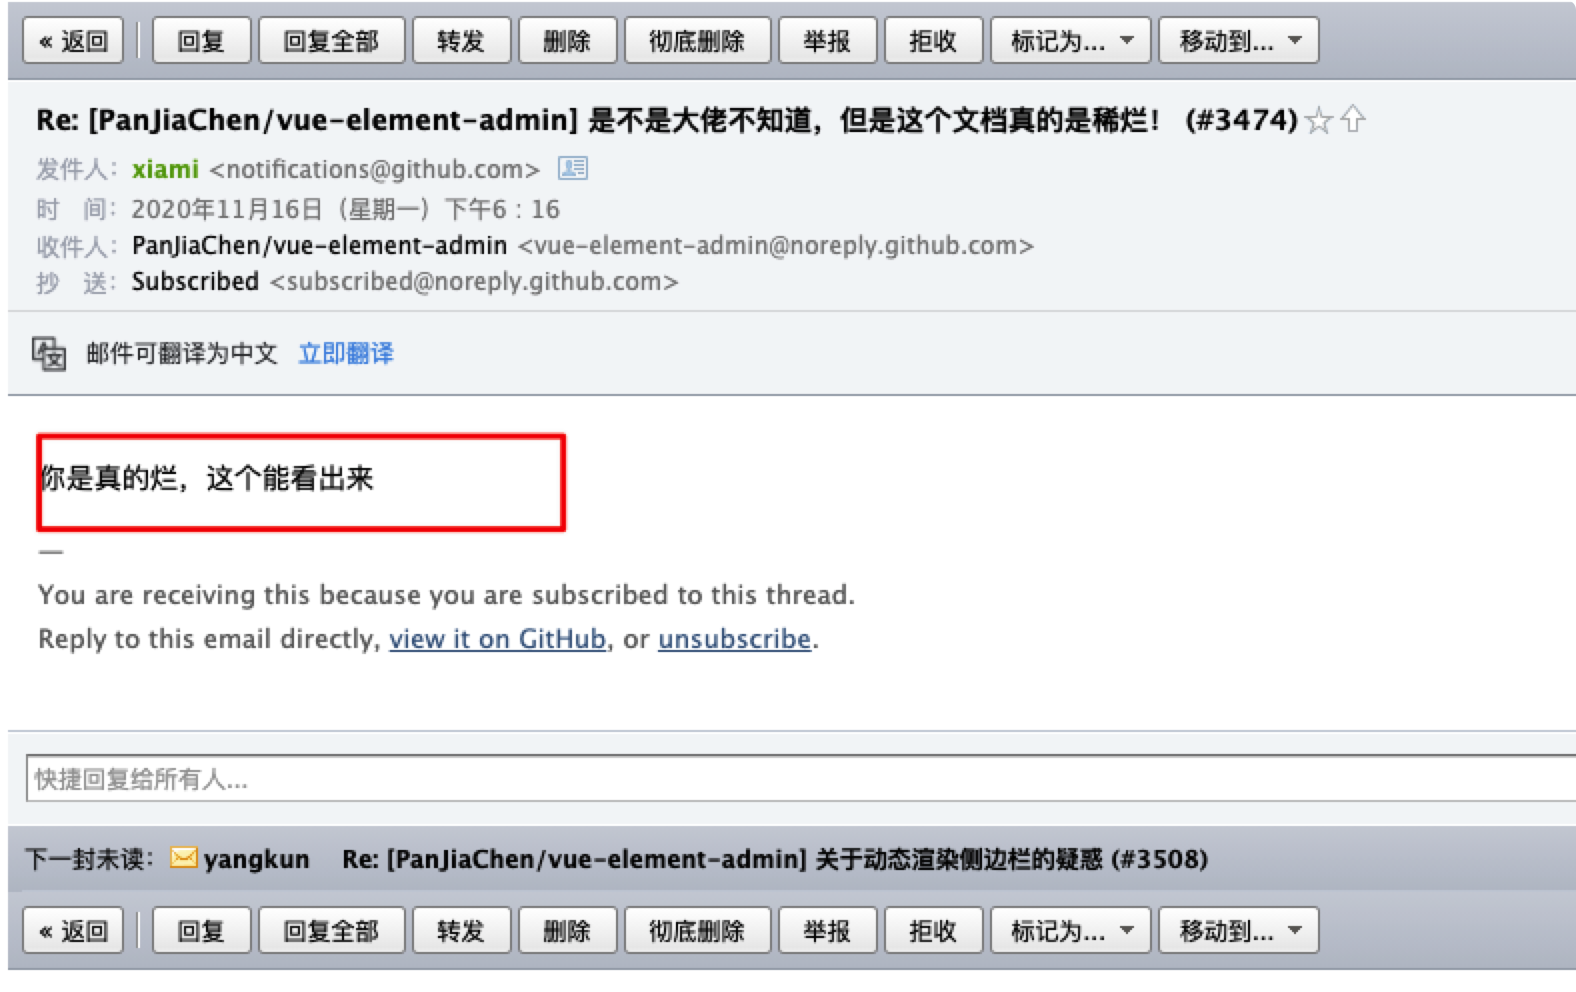 « 返回 回复 回复全部 转发 删除 彻底删除 举报 拒收 标记为... 移动到...
Re: [PanJiaChen/vue-element-admin] 是不是大佬不知道，但是这个文档真的是稀烂！ (#3474)
发件人：xiami <notifications@github.com>
时 间：2020年11月16日（星期一）下午6：16
收件人：PanJiaChen/vue-element-admin <vue-element-admin@noreply.github.com>
抄 送：Subscribed <subscribed@noreply.github.com>
邮件可翻译为中文 立即翻译
你是真的烂，这个能看出来
—
You are receiving this because you are subscribed to this thread.
Reply to this email directly, view it on GitHub, or unsubscribe.
快捷回复给所有人...
下一封未读：yangkun Re: [PanJiaChen/vue-element-admin] 关于动态渲染侧边栏的疑惑 (#3508)
« 返回 回复 回复全部 转发 删除 彻底删除 举报 拒收 标记为... 移动到...